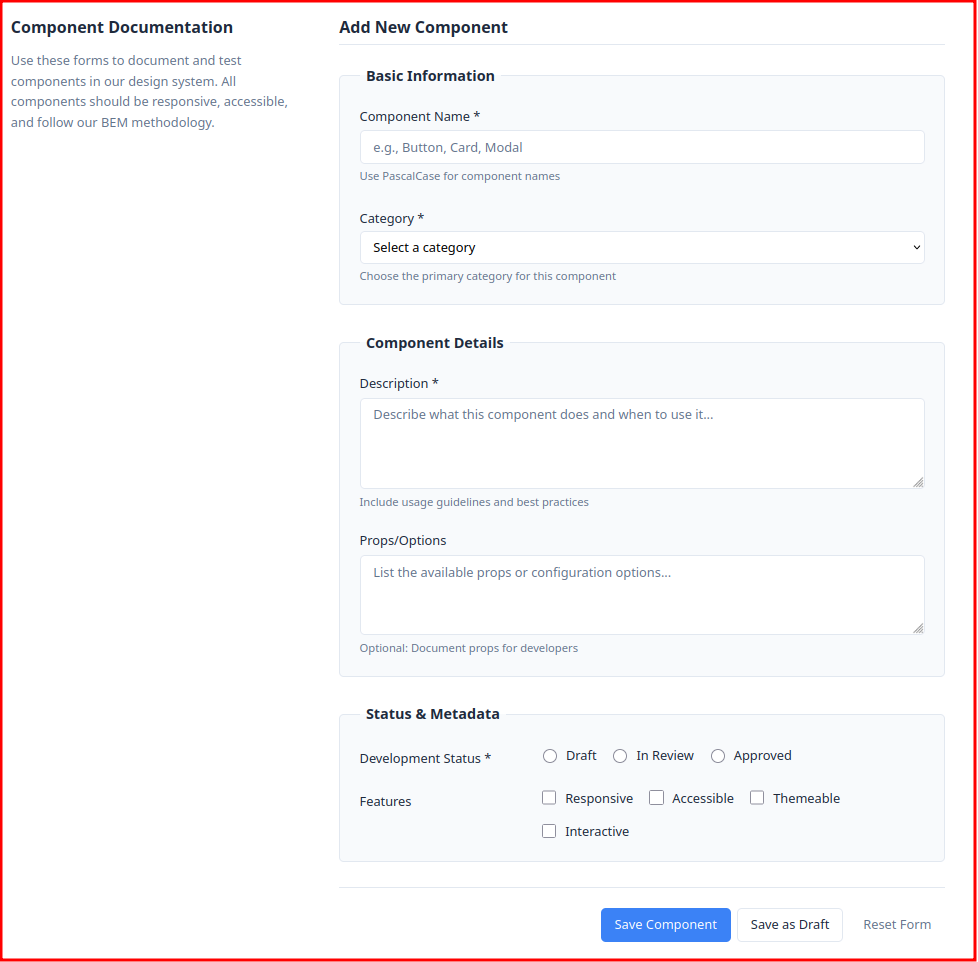 Component Documentation
Use these forms to document and test
components in our design system. All
components should be responsive, accessible,
and follow our BEM methodology.
Add New Component
Basic Information
Component Name *
e.g., Button, Card, Modal
Use PascalCase for component names
Category *
Select a category
Choose the primary category for this component
Component Details
Description *
Describe what this component does and when to use it...
Include usage guidelines and best practices
Props/Options
List the available props or configuration options...
Optional: Document props for developers
Status & Metadata
Development Status * Draft In Review Approved
Features Responsive Accessible Themeable
Interactive
Save Component Save as Draft Reset Form